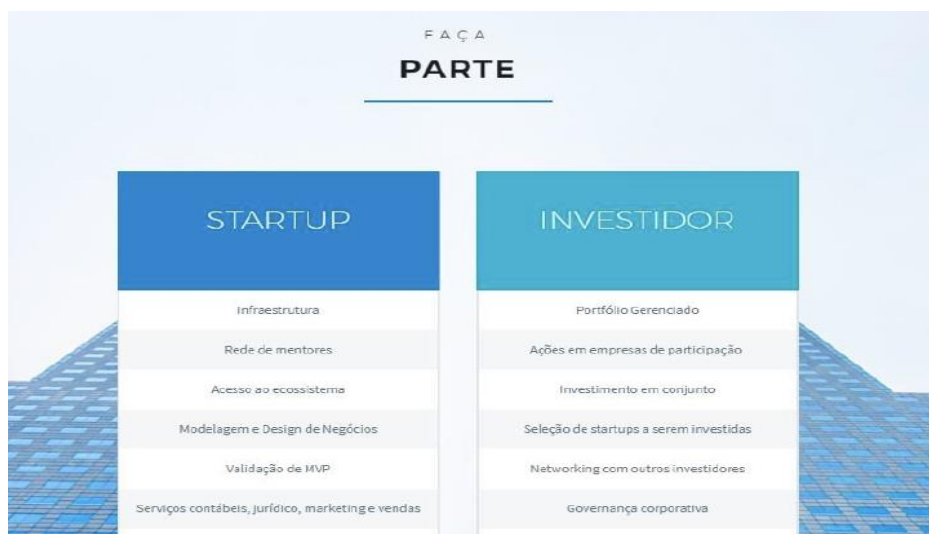 FAÇA
PARTE
STARTUP
Infraestrutura
Rede de mentores
Acesso ao ecossistema
Modelagem e Design de Negócios
Validação de MVP
Serviços contábeis, jurídico, marketing e vendas
INVESTIDOR
Portfólio Gerenciado
Ações em empresas de participação
Investimento em conjunto
Seleção de startups a serem investidas
Networking com outros investidores
Governança corporativa